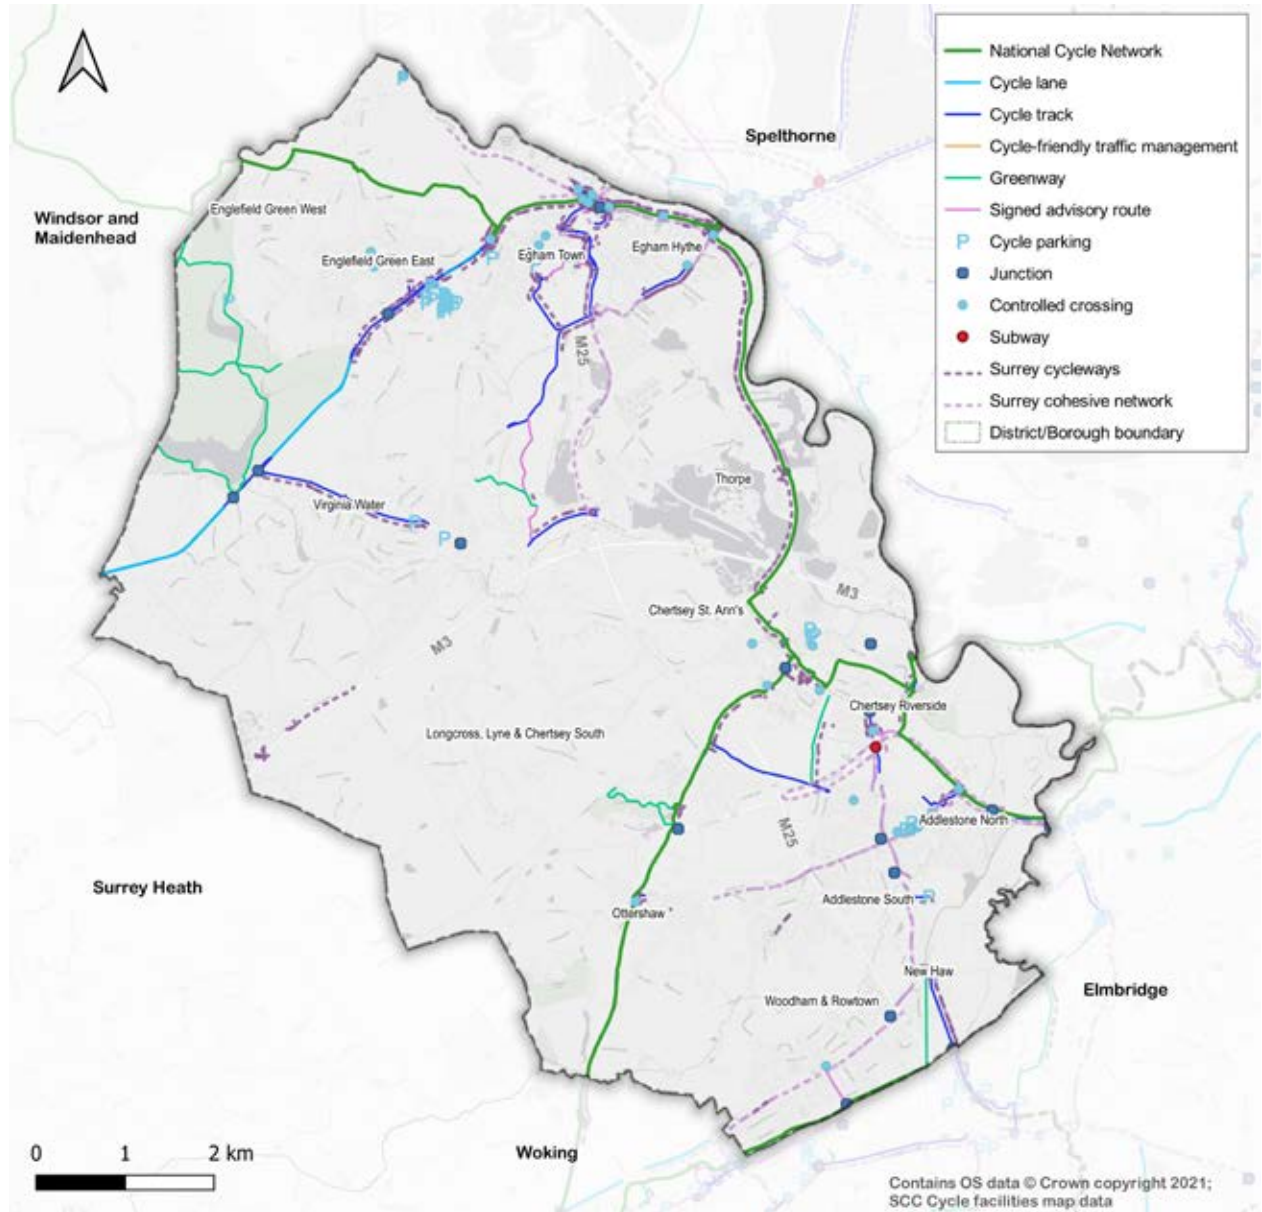 National Cycle Network
Cycle lane
Cycle track
Cycle-friendly traffic management
Greenway
Signed advisory route
P Cycle parking
Junction
Controlled crossing
Subway
Surrey cycleways
Surrey cohesive network
District/Borough boundary
Spelthorne
Windsor and
Maidenhead
Englefield Green West
Englefield Green East
P
Egham Town
Egham Hythe
M25
Thorpe
Virginia Water
P
M3
Chertsey St. Ann's
M3
P
Chertsey Riverside
Longcross, Lyne & Chertsey South
M25
Addlestone North
Surrey Heath
Addlestone South
P
Ottershaw
New Haw
Woodham & Rowtown
Elmbridge
Woking
0 1 2 km
Contains OS data © Crown copyright 2021;
SCC Cycle facilities map data